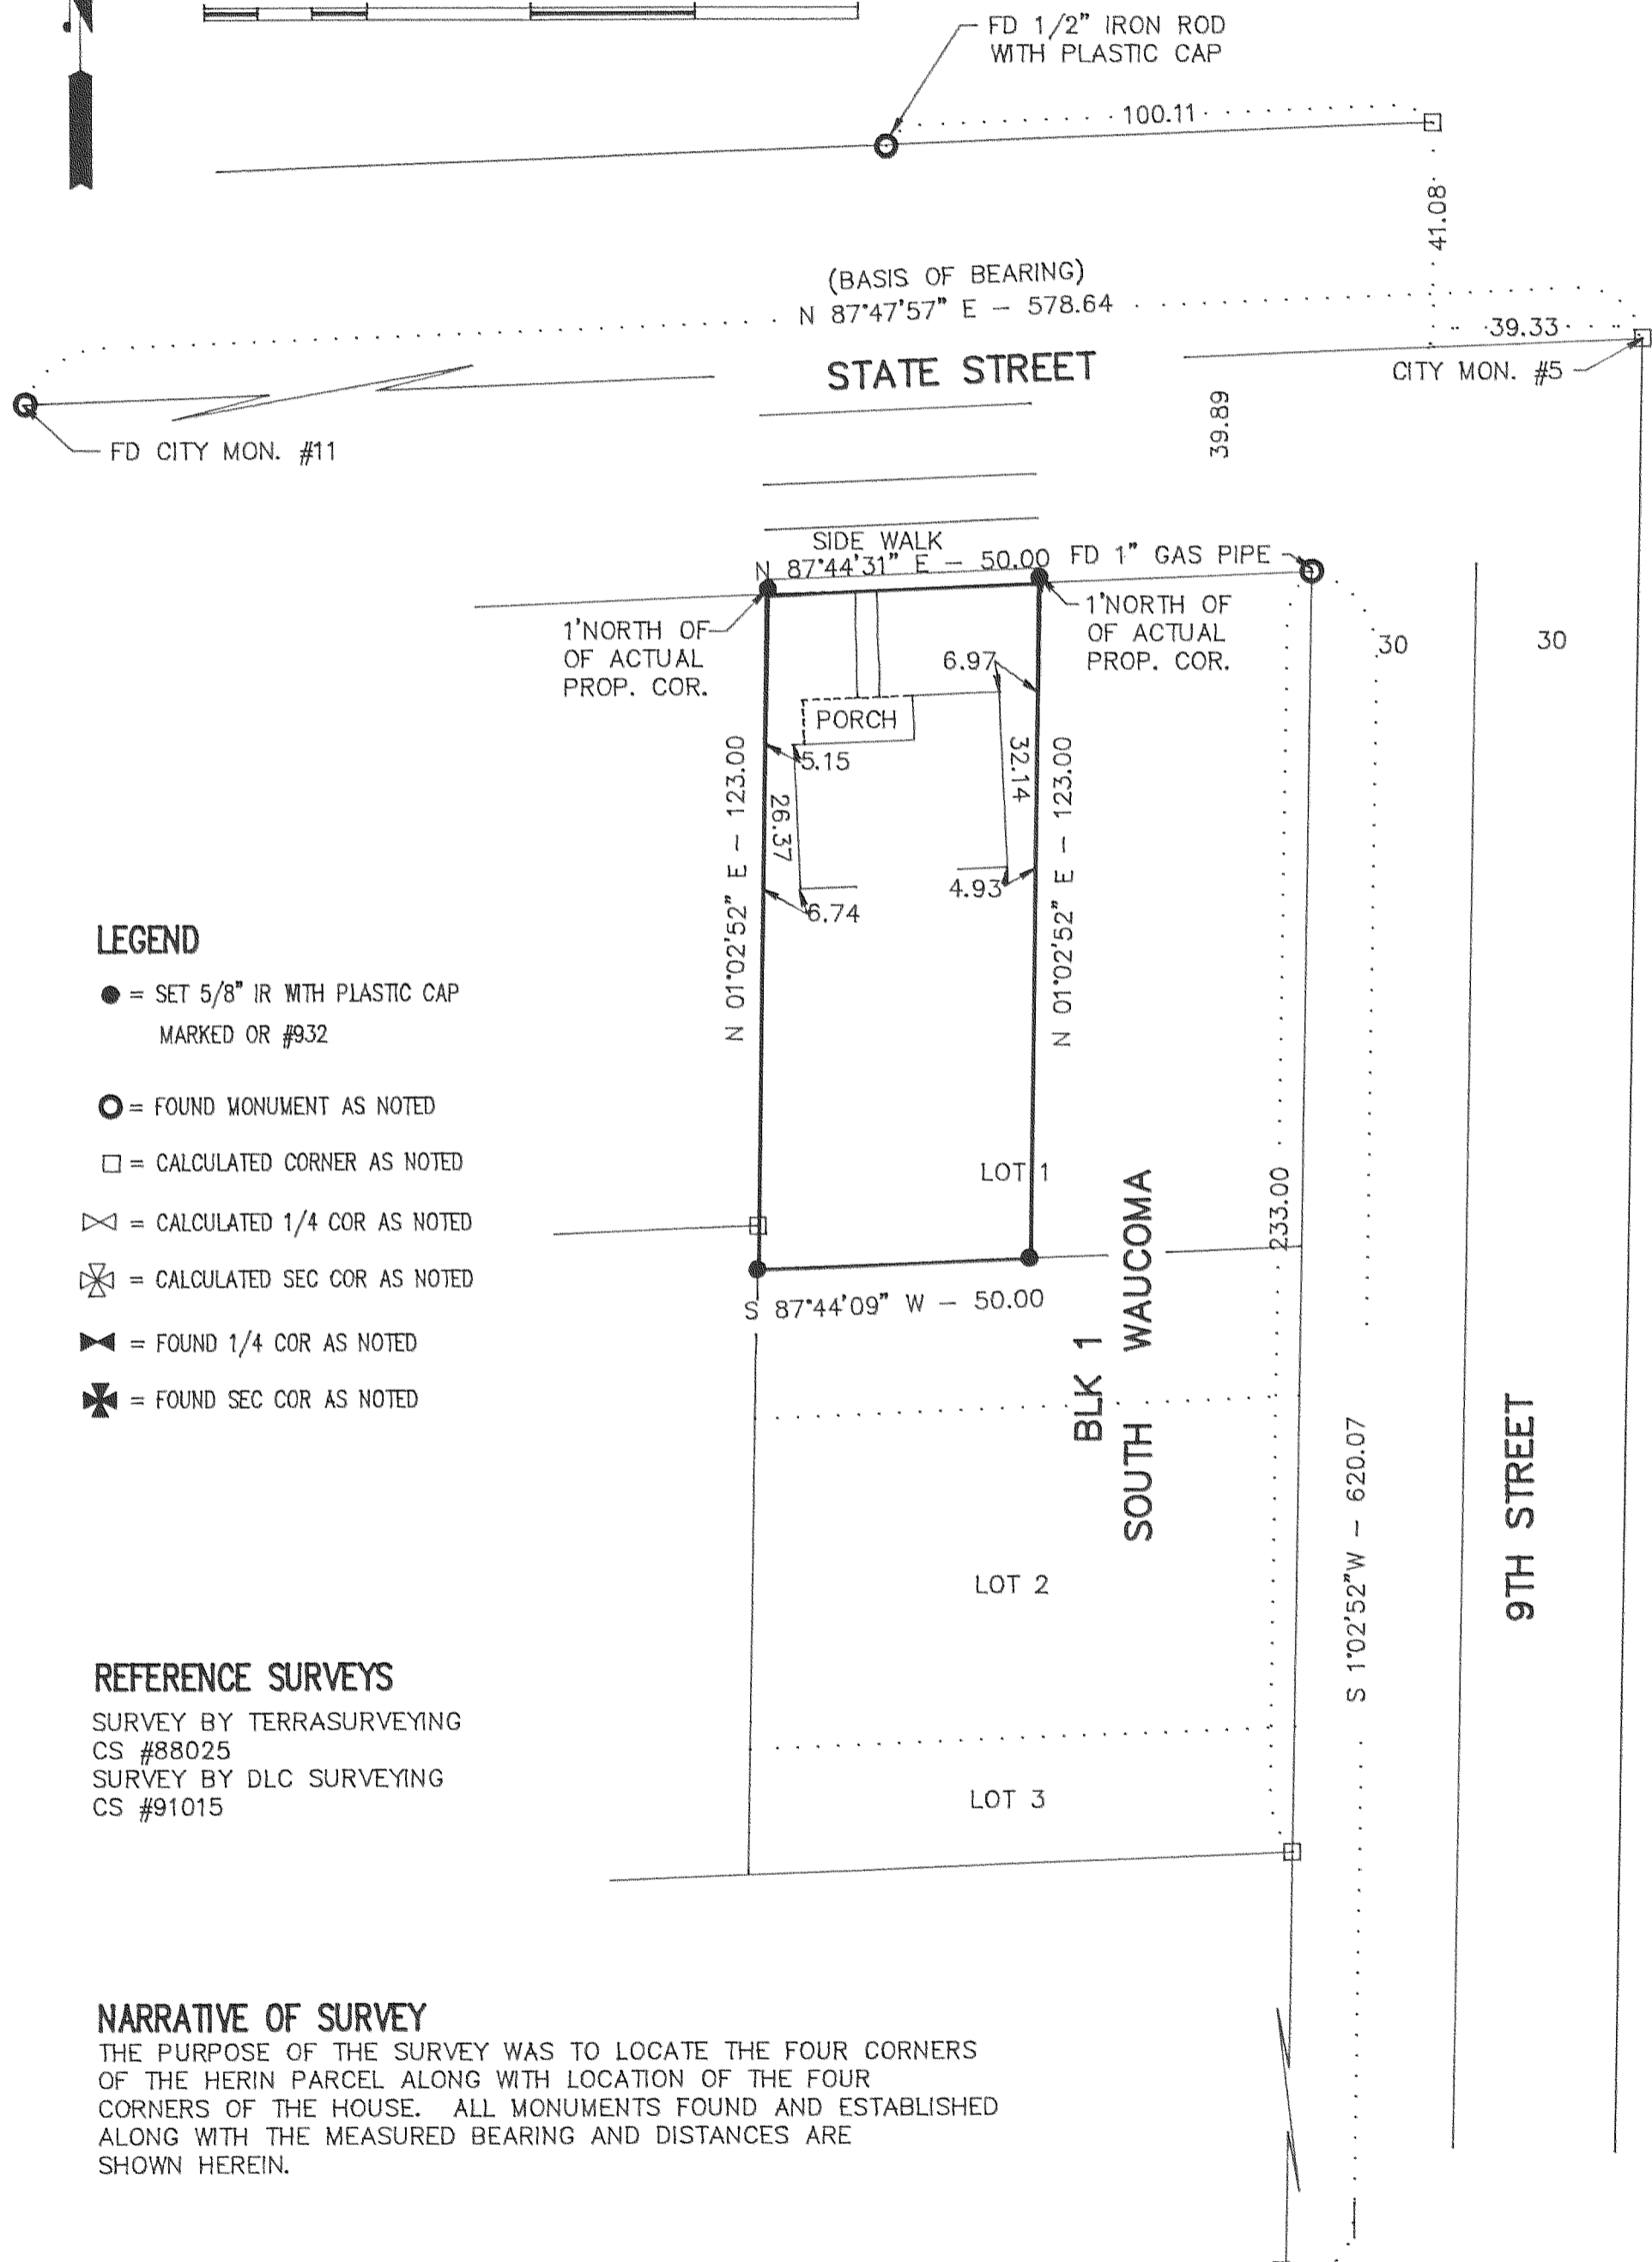 FD 1/2" IRON ROD
WITH PLASTIC CAP
100.11
41.08
(BASIS OF BEARING)
N 87°47'57" E - 578.64
39.33
STATE STREET
CITY MON. #5
39.89
FD CITY MON. #11
SIDE WALK
N 87°44'31" E - 50.00
FD 1" GAS PIPE
1'NORTH OF
OF ACTUAL
PROP. COR.
1'NORTH OF
OF ACTUAL
PROP. COR.
30
30
6.97
PORCH
5.15
32.14
26.37
N 01°02'52" E - 123.00
N 01°02'52" E - 123.00
4.93
6.74
LEGEND
= SET 5/8" IR WITH PLASTIC CAP
MARKED OR #932
= FOUND MONUMENT AS NOTED
= CALCULATED CORNER AS NOTED
= CALCULATED 1/4 COR AS NOTED
= CALCULATED SEC COR AS NOTED
= FOUND 1/4 COR AS NOTED
= FOUND SEC COR AS NOTED
LOT 1
233.00
S 87°44'09" W - 50.00
BLK 1
SOUTH WAUCOMA
S 1°02'52"W - 620.07
9TH STREET
LOT 2
LOT 3
REFERENCE SURVEYS
SURVEY BY TERRASURVEYING
CS #88025
SURVEY BY DLC SURVEYING
CS #91015
NARRATIVE OF SURVEY
THE PURPOSE OF THE SURVEY WAS TO LOCATE THE FOUR CORNERS
OF THE HERIN PARCEL ALONG WITH LOCATION OF THE FOUR
CORNERS OF THE HOUSE. ALL MONUMENTS FOUND AND ESTABLISHED
ALONG WITH THE MEASURED BEARING AND DISTANCES ARE
SHOWN HEREIN.